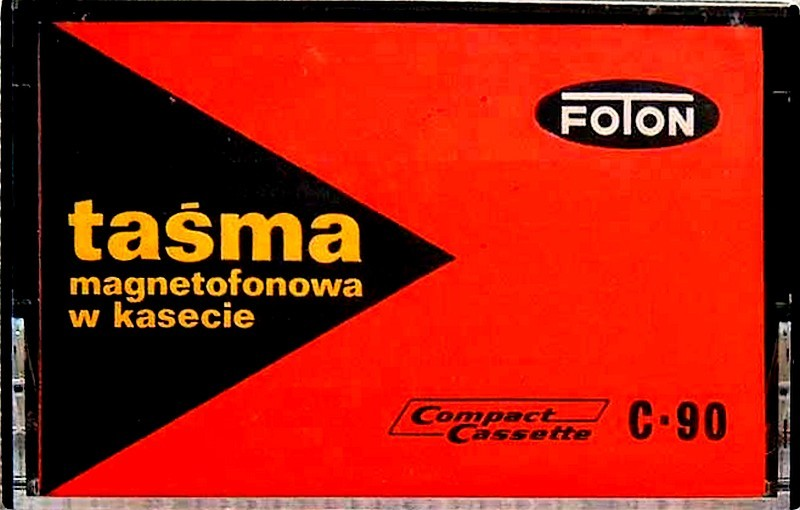 FOTON
taśma
magnetofonowa
w kasecie
Compact
Cassette
C·90